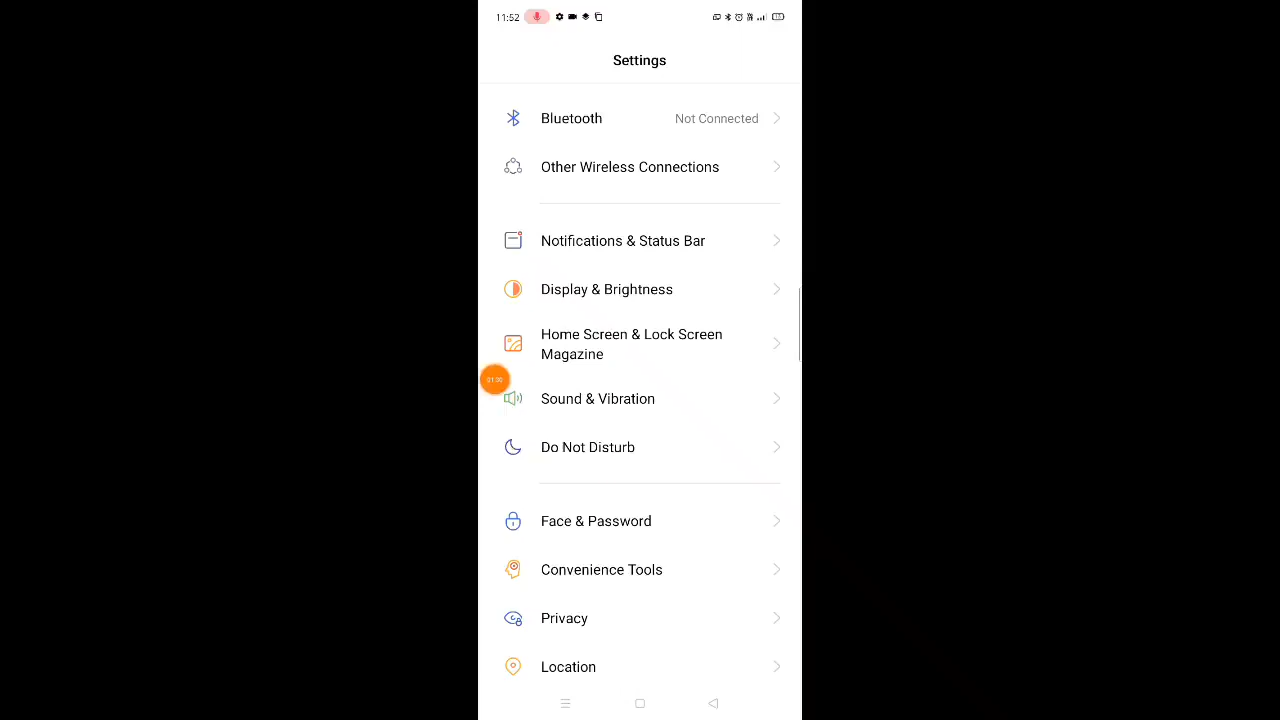 11:52
Settings
Bluetooth Not Connected
Other Wireless Connections
Notifications & Status Bar
Display & Brightness
Home Screen & Lock Screen
Magazine
Sound & Vibration
Do Not Disturb
Face & Password
Convenience Tools
Privacy
Location